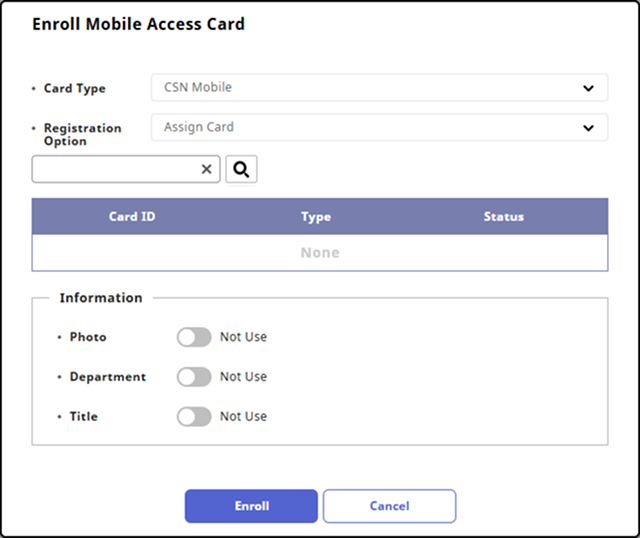 Enroll Mobile Access Card
• Card Type
CSN Mobile
• Registration
Option
Assign Card
Card ID Type Status
None
Information
• Photo Not Use
• Department Not Use
• Title Not Use
Enroll Cancel